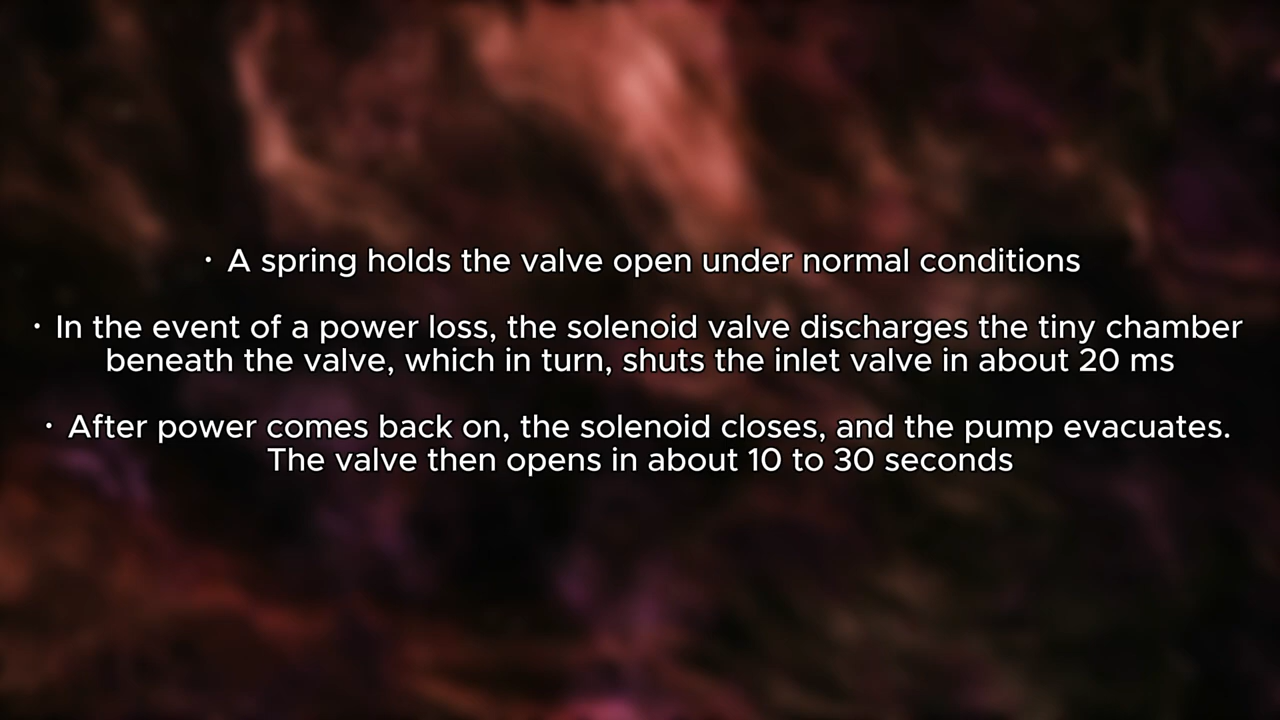 · A spring holds the valve open under normal conditions
· In the event of a power loss, the solenoid valve discharges the tiny chamber
beneath the valve, which in turn, shuts the inlet valve in about 20 ms
· After power comes back on, the solenoid closes, and the pump evacuates.
The valve then opens in about 10 to 30 seconds